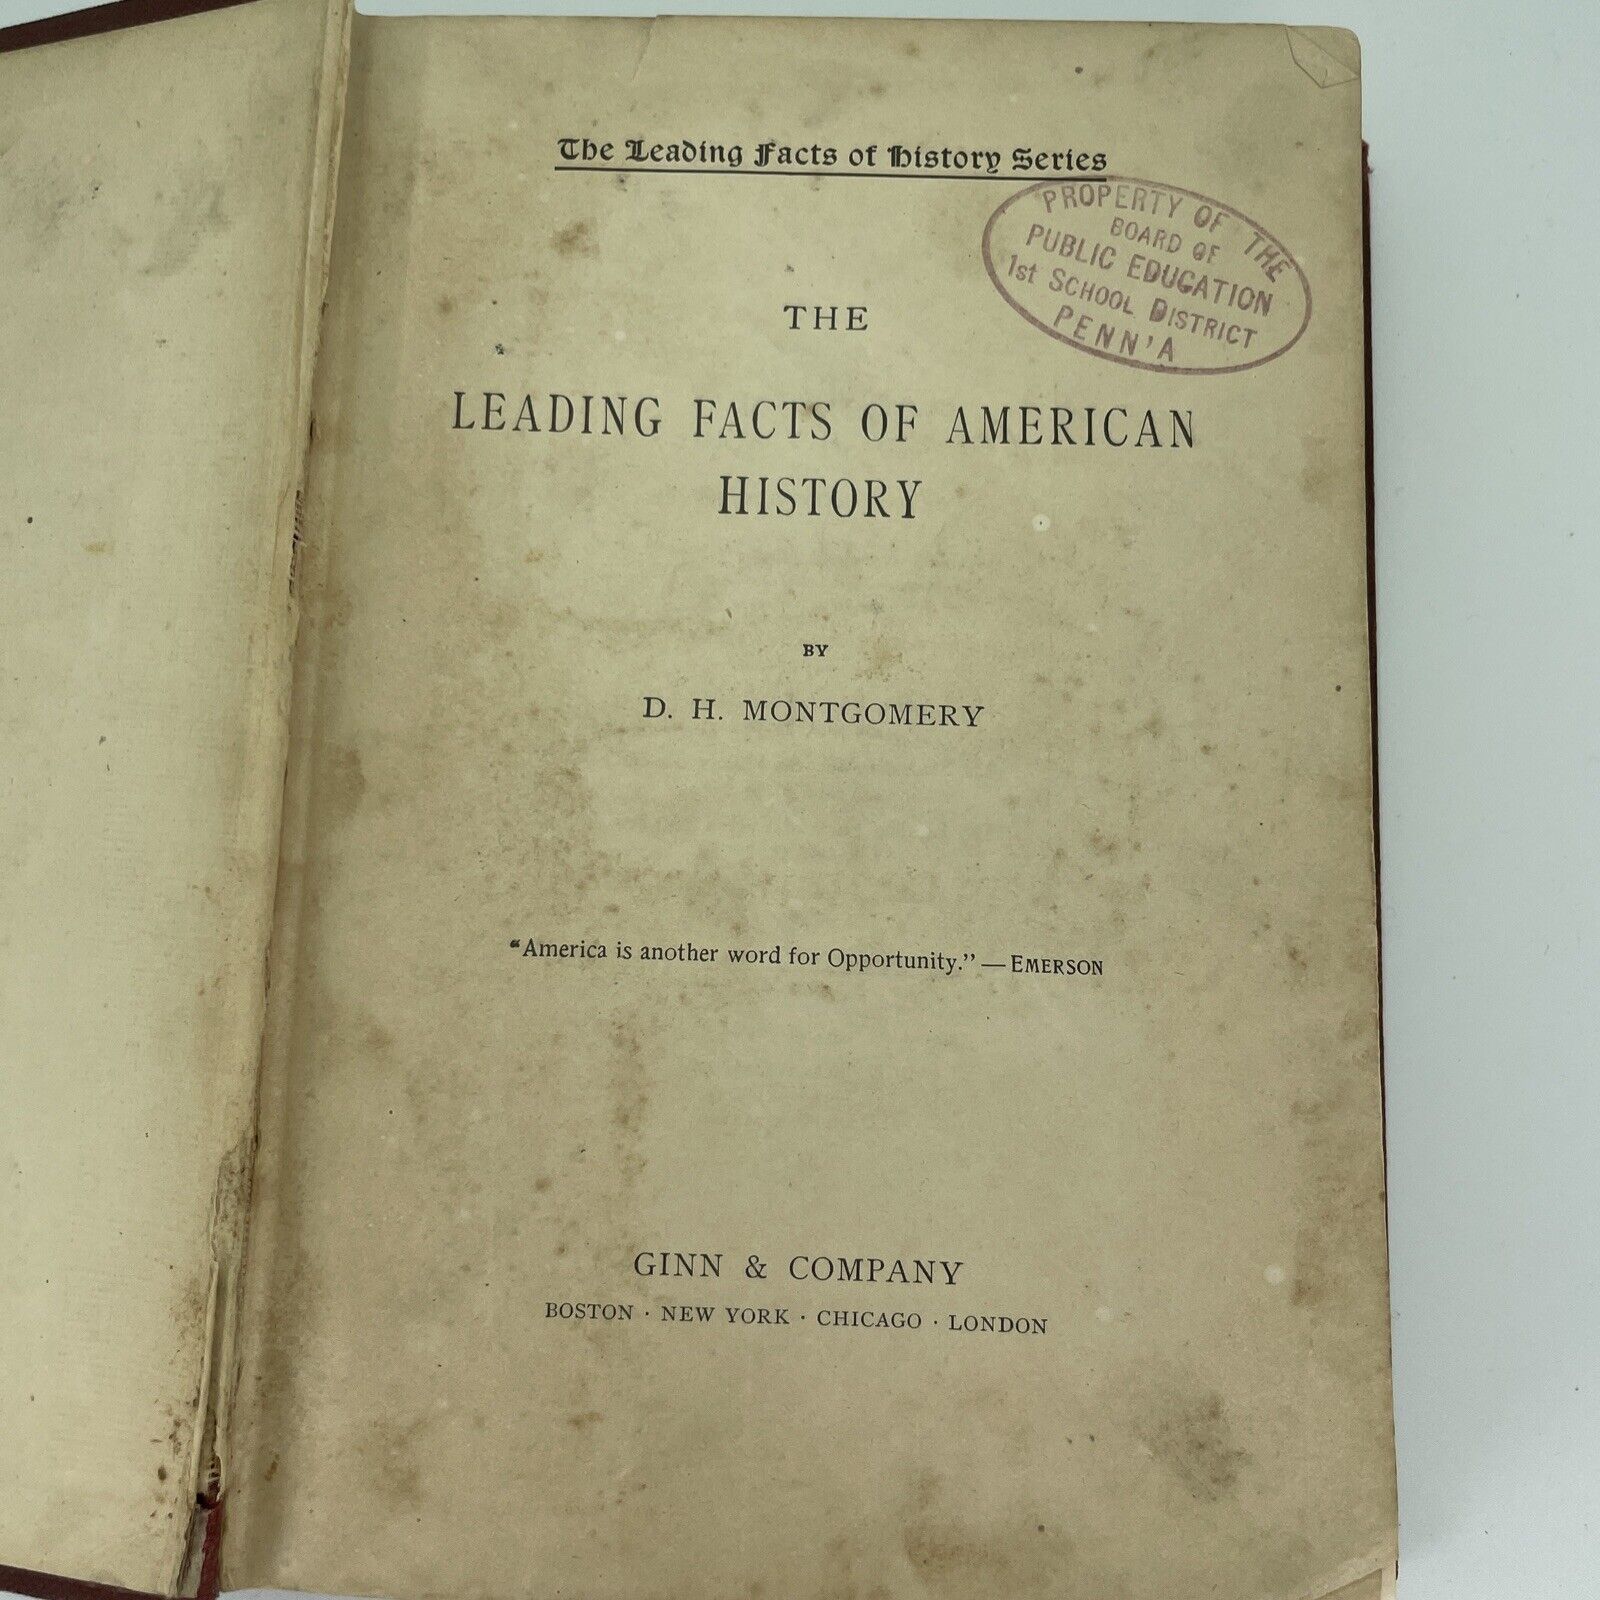 The Leading Facts of History Series
PROPERTY OF THE
BOARD OF
PUBLIC EDUCATION
1st SCHOOL DISTRICT
PENN'A
THE
LEADING FACTS OF AMERICAN
HISTORY
BY
D. H. MONTGOMERY
"America is another word for Opportunity." — EMERSON
GINN & COMPANY
BOSTON · NEW YORK · CHICAGO · LONDON